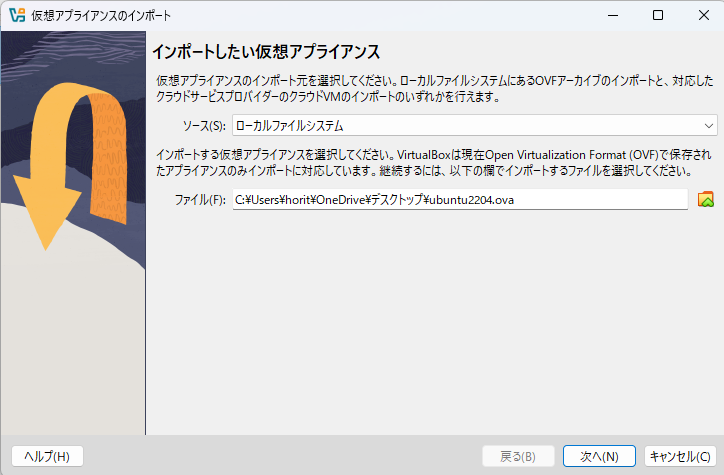 仮想アプライアンスのインポート
インポートしたい仮想アプライアンス
仮想アプライアンスのインポート元を選択してください。ローカルファイルシステムにあるOVFアーカイブのインポートと、対応した
クラウドサービスプロバイダーのクラウドVMのインポートのいずれかを行えます。
ソース(S): ローカルファイルシステム
インポートする仮想アプライアンスを選択してください。VirtualBoxは現在Open Virtualization Format (OVF)で保存され
たアプライアンスのみインポートに対応しています。継続するには、以下の欄でインポートするファイルを選択してください。
ファイル(F): C:¥Users¥horit¥OneDrive¥デスクトップ¥ubuntu2204.ova
ヘルプ(H) 戻る(B) 次へ(N) キャンセル(C)